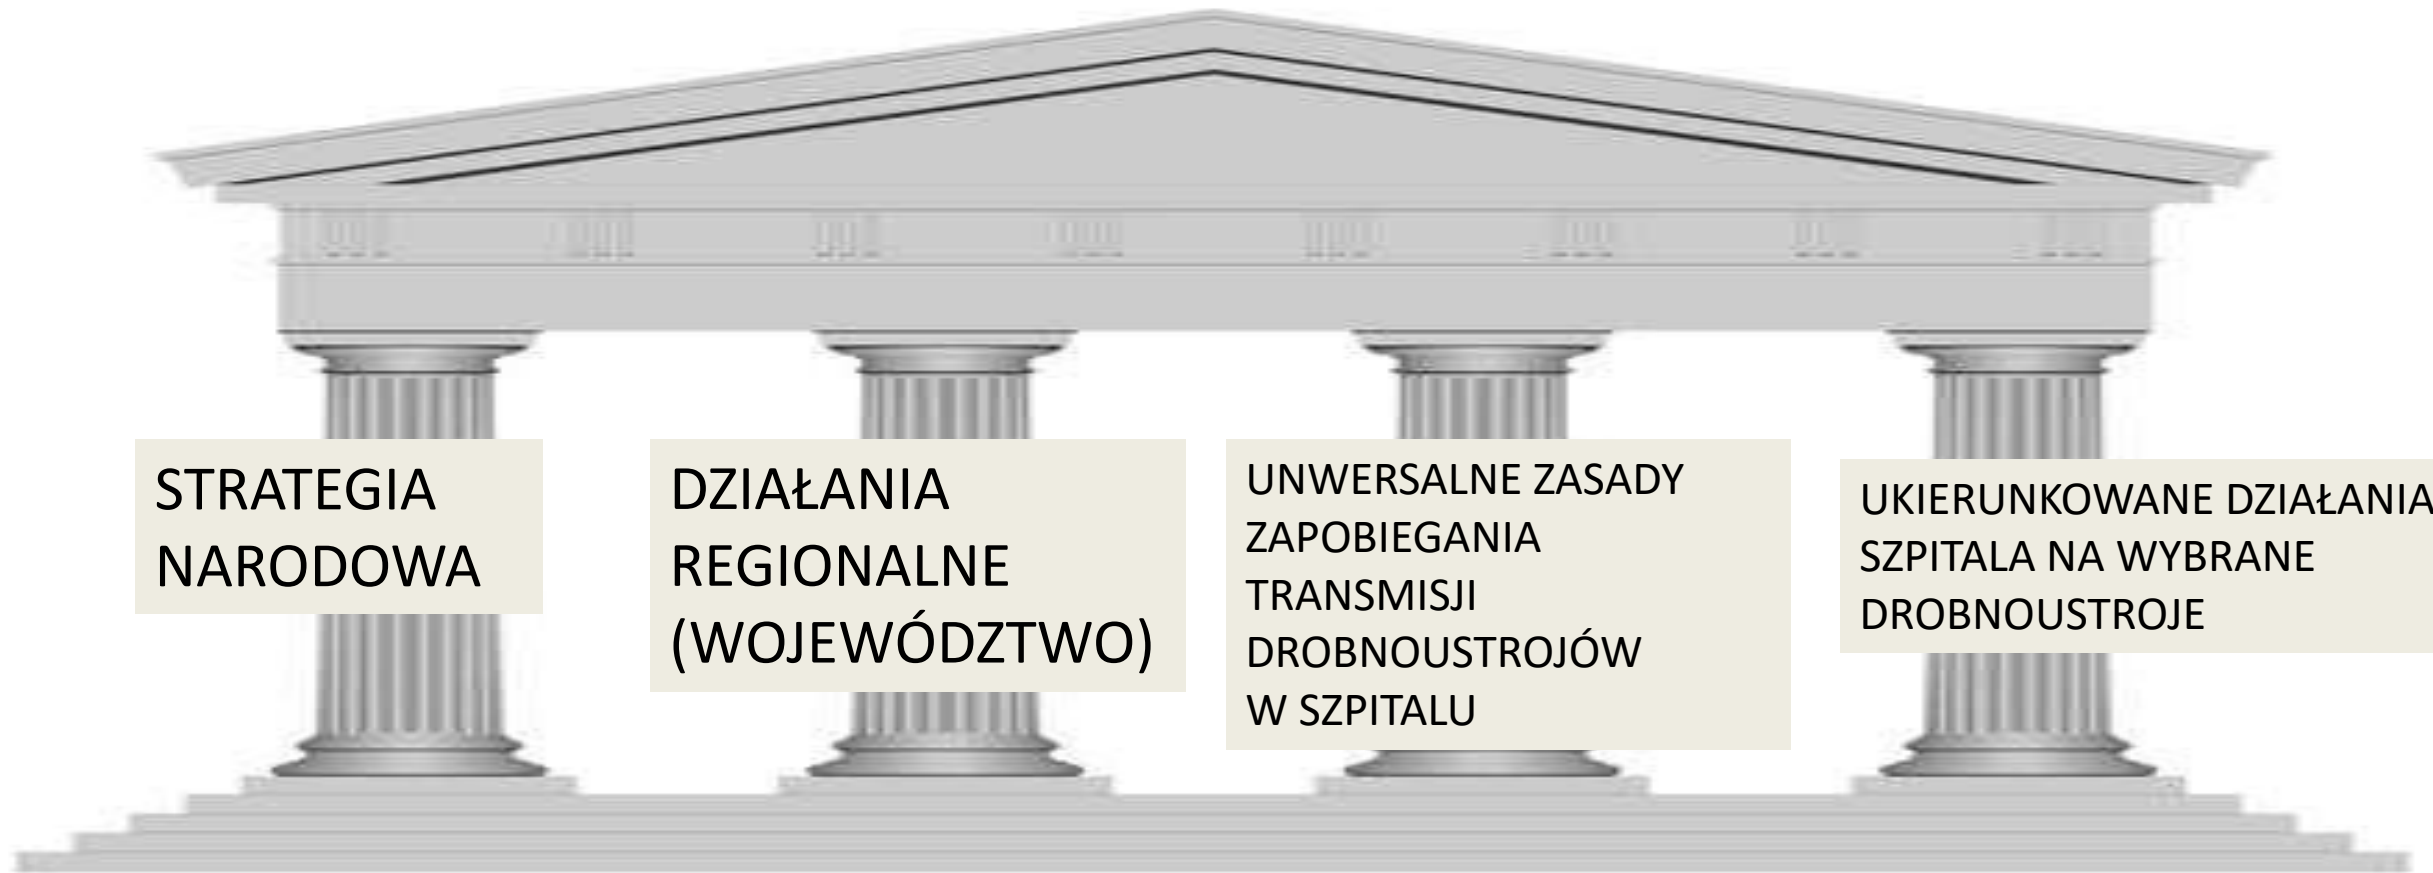 STRATEGIA
NARODOWA
DZIAŁANIA
REGIONALNE
(WOJEWÓDZTWO)
UNWERSALNE ZASADY
ZAPOBIEGANIA
TRANSMISJI
DROBNOUSTROJÓW
W SZPITALU
UKIERUNKOWANE DZIAŁANIA
SZPITALA NA WYBRANE
DROBNOUSTROJE